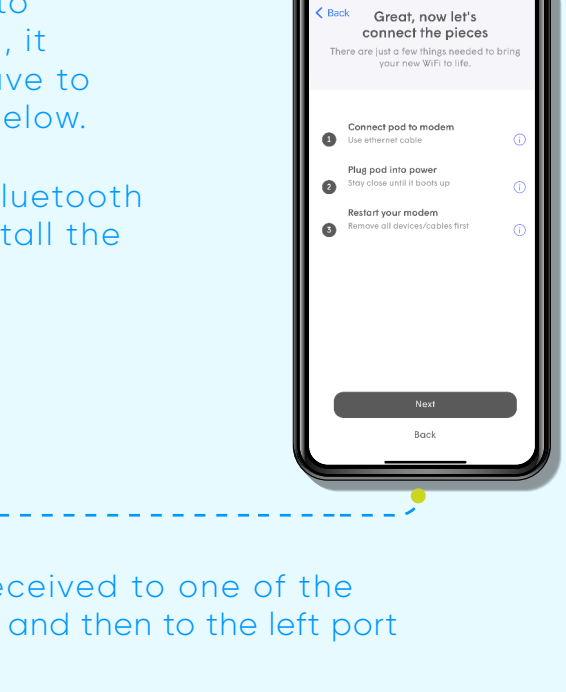 to
, it
ave to
elow.
luetooth
tall the
Back
Great, now let's
connect the pieces
There are just a few things needed to bring
your new WiFi to life.
1
Connect pod to modem
Use ethernet cable
i
2
Plug pod into power
Stay close until it boots up
i
3
Restart your modem
Remove all devices/cables first
i
Next
Back
eceived to one of the
and then to the left port